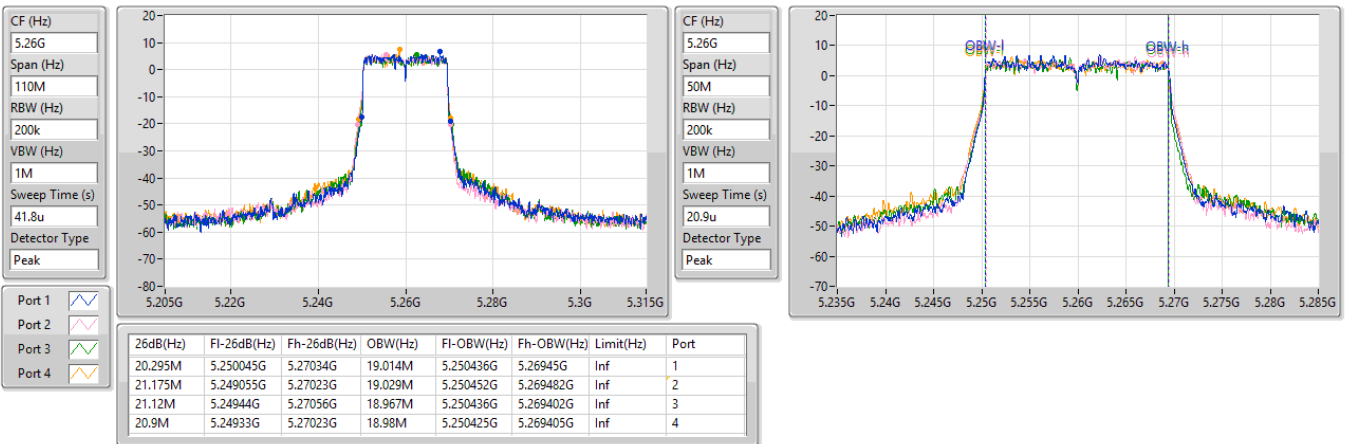 CF (Hz)
5.26G
Span (Hz)
110M
RBW (Hz)
200k
VBW (Hz)
1M
Sweep Time (s)
41.8u
Detector Type
Peak
20
10
0
-10
-20
-30
-40
-50
-60
-70
-80
5.205G 5.22G 5.24G 5.26G 5.28G 5.3G 5.315G
CF (Hz)
5.26G
Span (Hz)
50M
RBW (Hz)
200k
VBW (Hz)
1M
Sweep Time (s)
20.9u
Detector Type
Peak
20
10
0
-10
-20
-30
-40
-50
-60
-70
OBW-l OBW-h
5.235G 5.24G 5.245G 5.25G 5.255G 5.26G 5.265G 5.27G 5.275G 5.28G 5.285G
Port 1
Port 2
Port 3
Port 4
26dB(Hz) Fl-26dB(Hz) Fh-26dB(Hz) OBW(Hz) Fl-OBW(Hz) Fh-OBW(Hz) Limit(Hz) Port
20.295M 5.250045G 5.27034G 19.014M 5.250436G 5.26945G Inf 1
21.175M 5.249055G 5.27023G 19.029M 5.250452G 5.269482G Inf 2
21.12M 5.24944G 5.27056G 18.967M 5.250436G 5.269402G Inf 3
20.9M 5.24933G 5.27023G 18.98M 5.250425G 5.269405G Inf 4